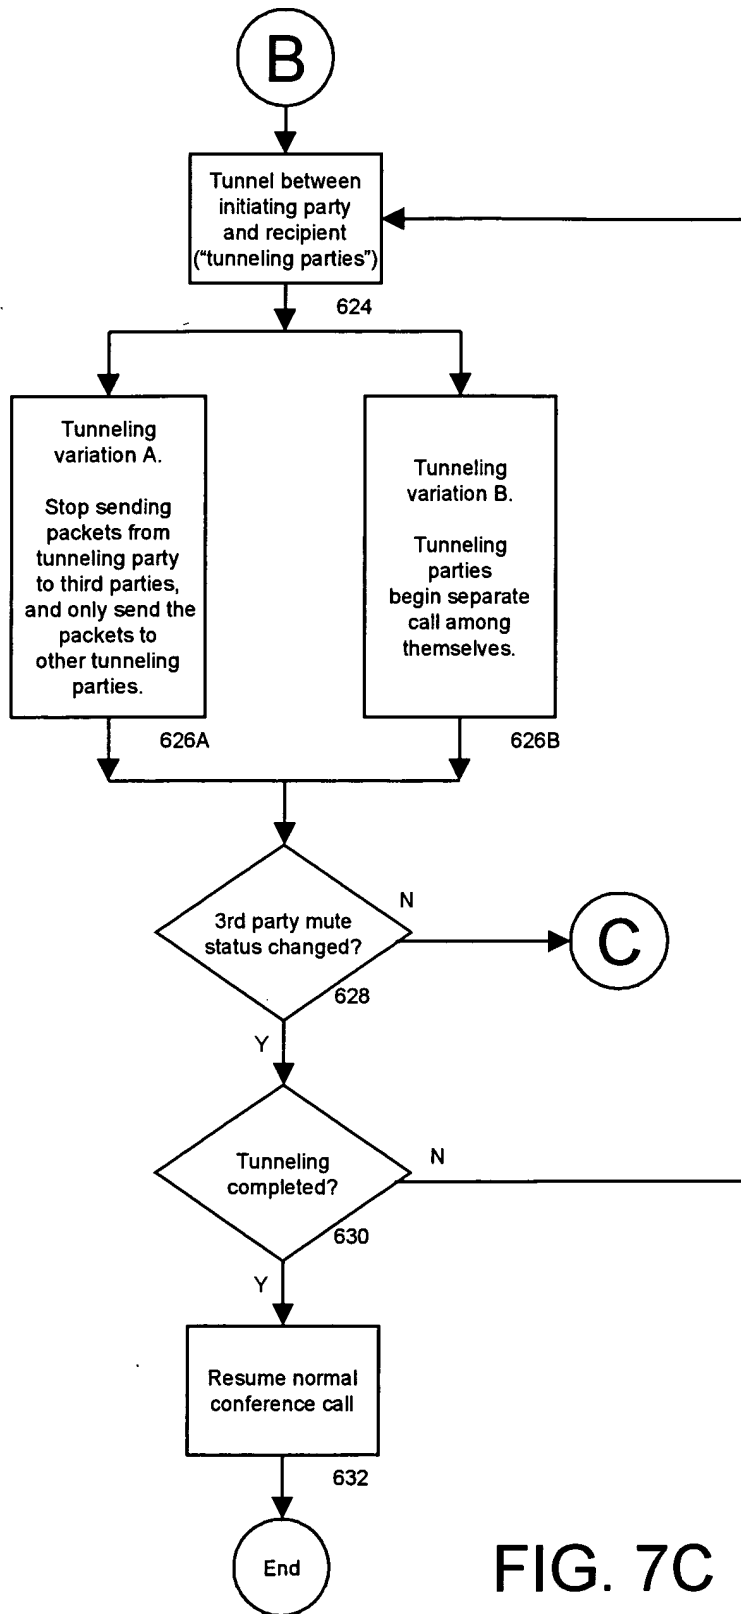 B
Tunnel between
initiating party
and recipient
("tunneling parties")
624
Tunneling
variation A.
Stop sending
packets from
tunneling party
to third parties,
and only send the
packets to
other tunneling
parties.
626A
Tunneling
variation B.
Tunneling
parties
begin separate
call among
themselves.
626B
3rd party mute
status changed?
628
N
C
Y
Tunneling
completed?
630
N
Y
Resume normal
conference call
632
End
FIG. 7C